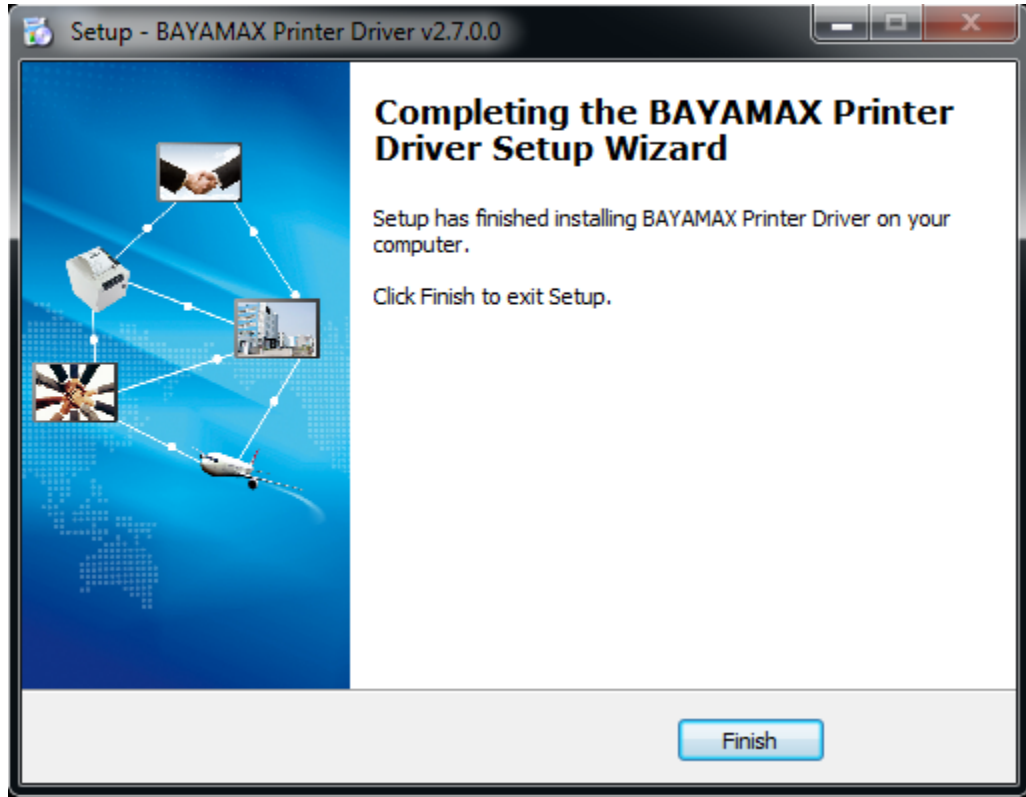 Setup - BAYAMAX Printer Driver v2.7.0.0
Completing the BAYAMAX Printer
Driver Setup Wizard
Setup has finished installing BAYAMAX Printer Driver on your
computer.
Click Finish to exit Setup.
Finish